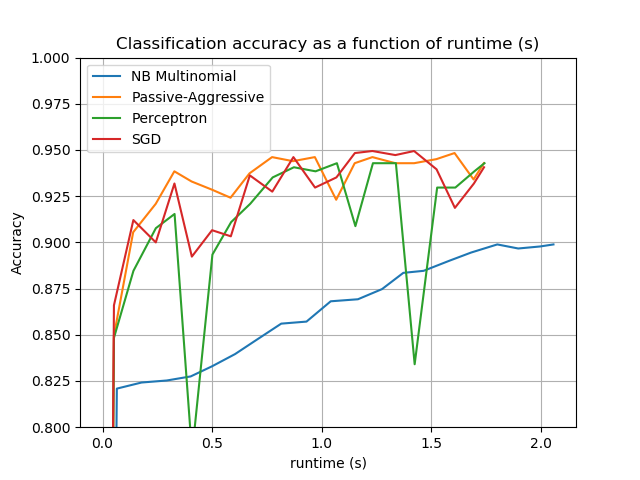 Classification accuracy as a function of runtime (s)
1.000
0.975
0.950
0.925
0.900
0.875
0.850
0.825
0.800
Accuracy
NB Multinomial
Passive-Aggressive
Perceptron
SGD
0.0 0.5 1.0 1.5 2.0
runtime (s)